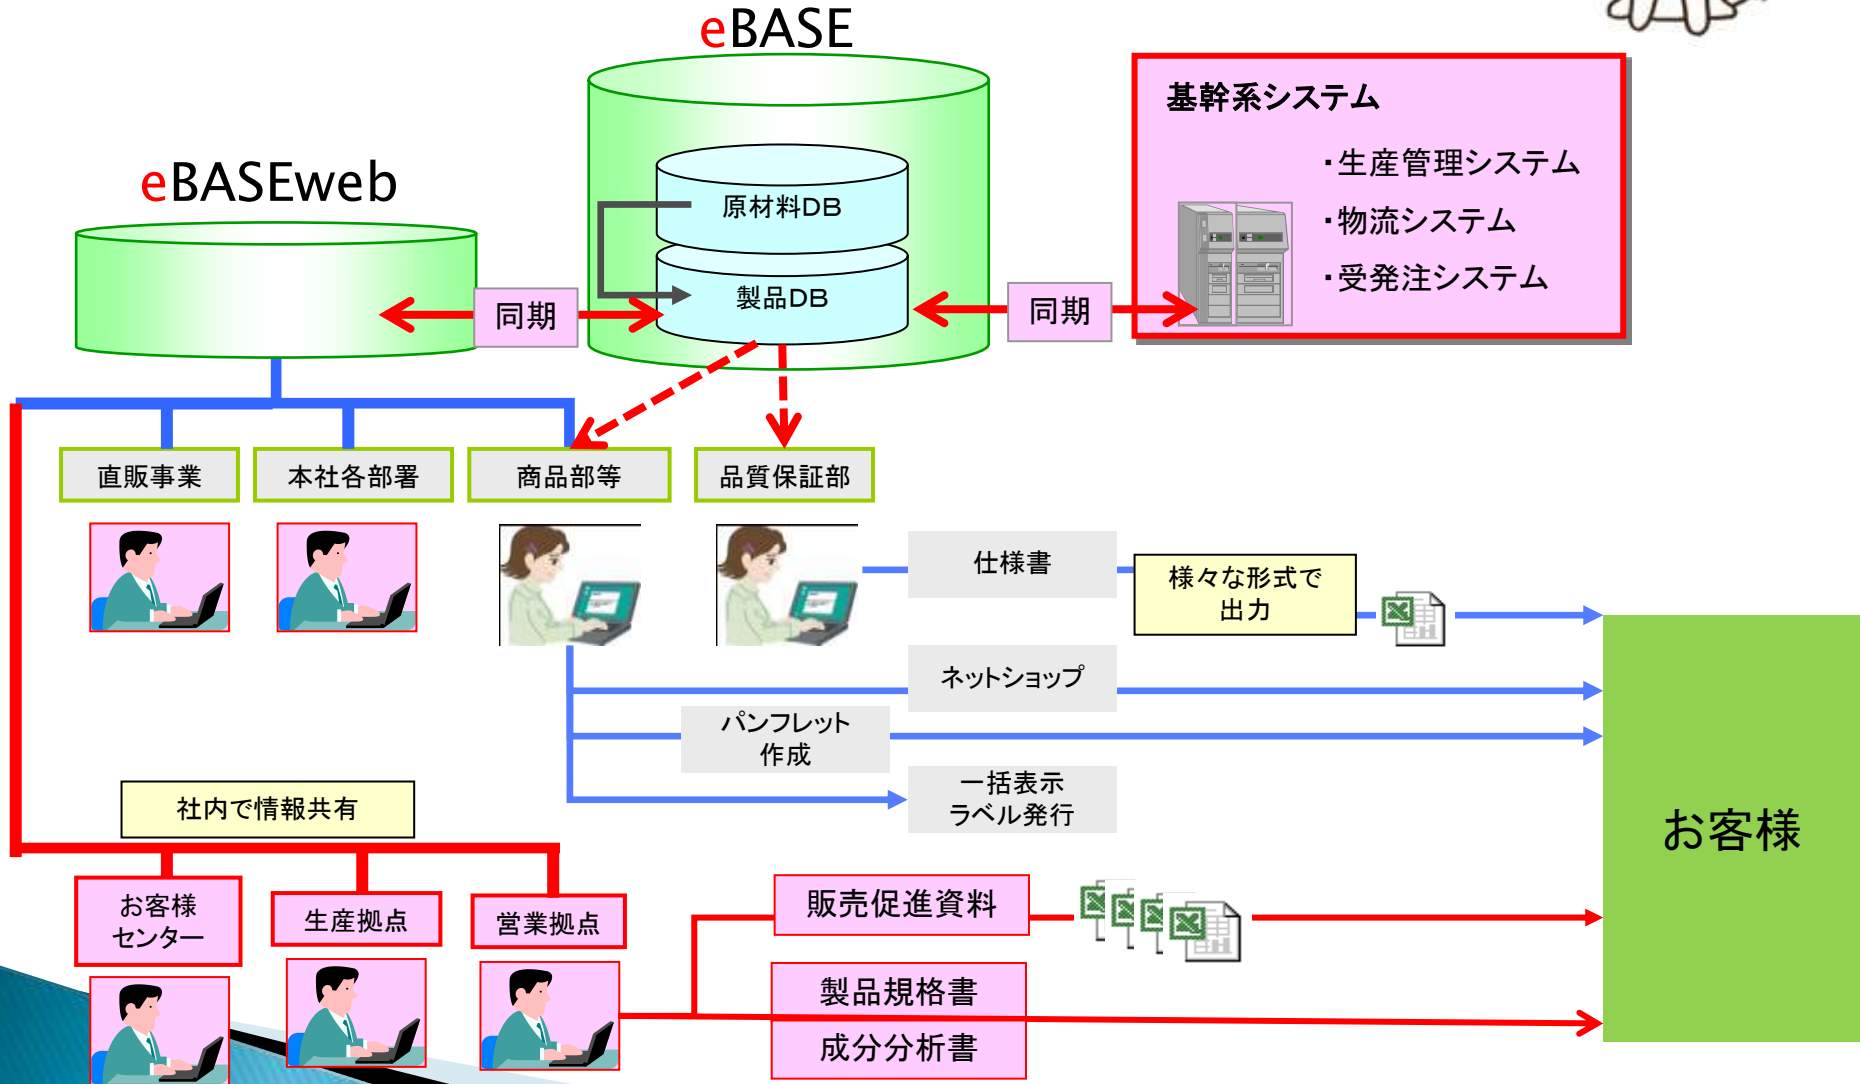 eBASE
基幹系システム
・生産管理システム
・物流システム
・受発注システム
eBASEweb
原材料DB
製品DB
同期
同期
直販事業
本社各部署
商品部等
品質保証部
仕様書
様々な形式で
出力
ネットショップ
パンフレット
作成
一括表示
ラベル発行
社内で情報共有
お客様
お客様
センター
生産拠点
営業拠点
販売促進資料
製品規格書
成分分析書